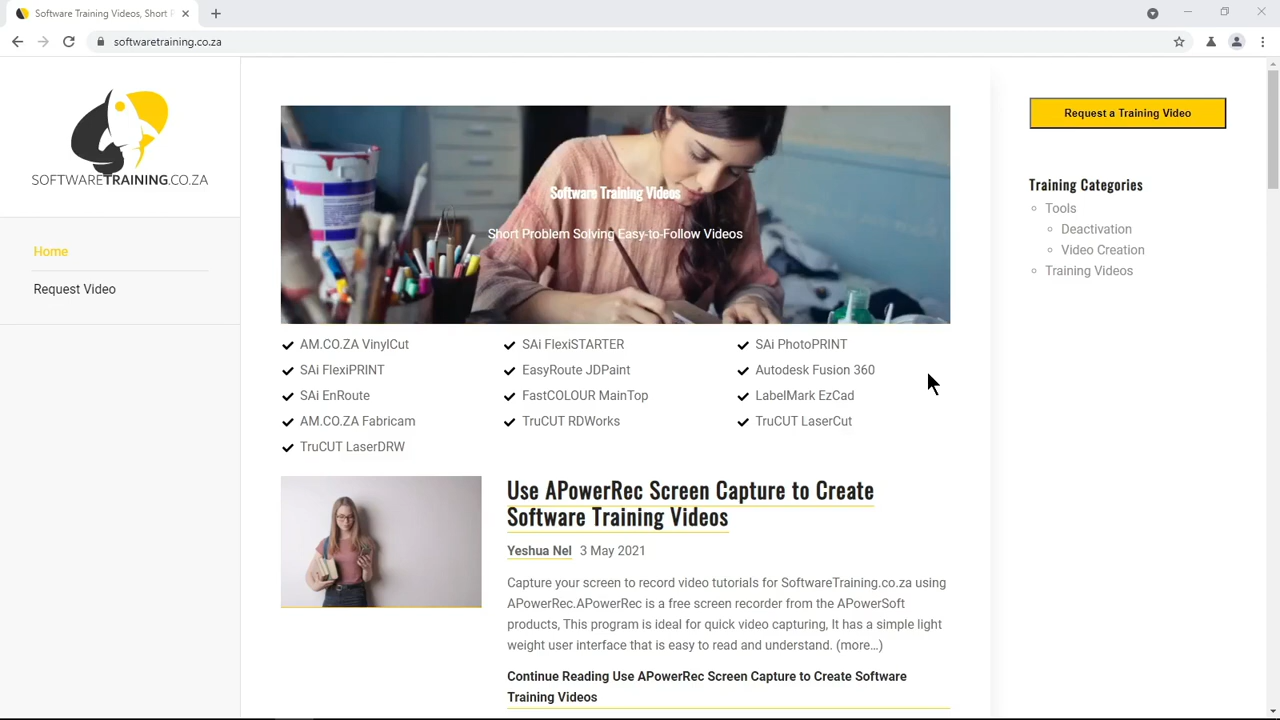 Software Training Videos, Short P
softwaretraining.co.za
SOFTWARETRAINING.CO.ZA
Home
Request Video
Software Training Videos
Short Problem Solving Easy-to-Follow Videos
AM.CO.ZA VinylCut
SAi FlexiSTARTER
SAi PhotoPRINT
SAi FlexiPRINT
EasyRoute JDPaint
Autodesk Fusion 360
SAi EnRoute
FastCOLOUR MainTop
LabelMark EzCad
AM.CO.ZA Fabricam
TruCUT RDWorks
TruCUT LaserCut
TruCUT LaserDRW
Use APowerRec Screen Capture to Create
Software Training Videos
Yeshua Nel 3 May 2021
Capture your screen to record video tutorials for SoftwareTraining.co.za using
APowerRec.APowerRec is a free screen recorder from the APowerSoft
products, This program is ideal for quick video capturing, It has a simple light
weight user interface that is easy to read and understand. (more…)
Continue Reading Use APowerRec Screen Capture to Create Software
Training Videos
Request a Training Video
Training Categories
Tools
Deactivation
Video Creation
Training Videos